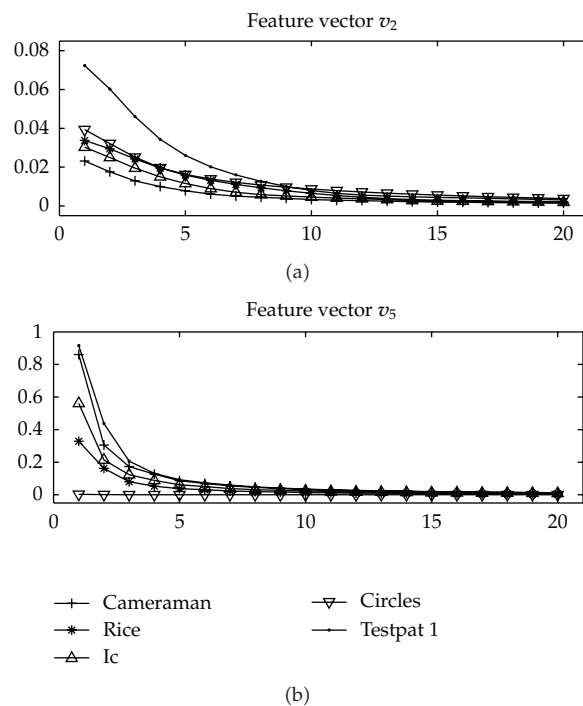 Feature vector v2
0.08
0.06
0.04
0.02
0
0 5 10 15 20
(a)
Feature vector v5
1
0.8
0.6
0.4
0.2
0
0 5 10 15 20
Cameraman
Rice
Ic
Circles
Testpat 1
(b)